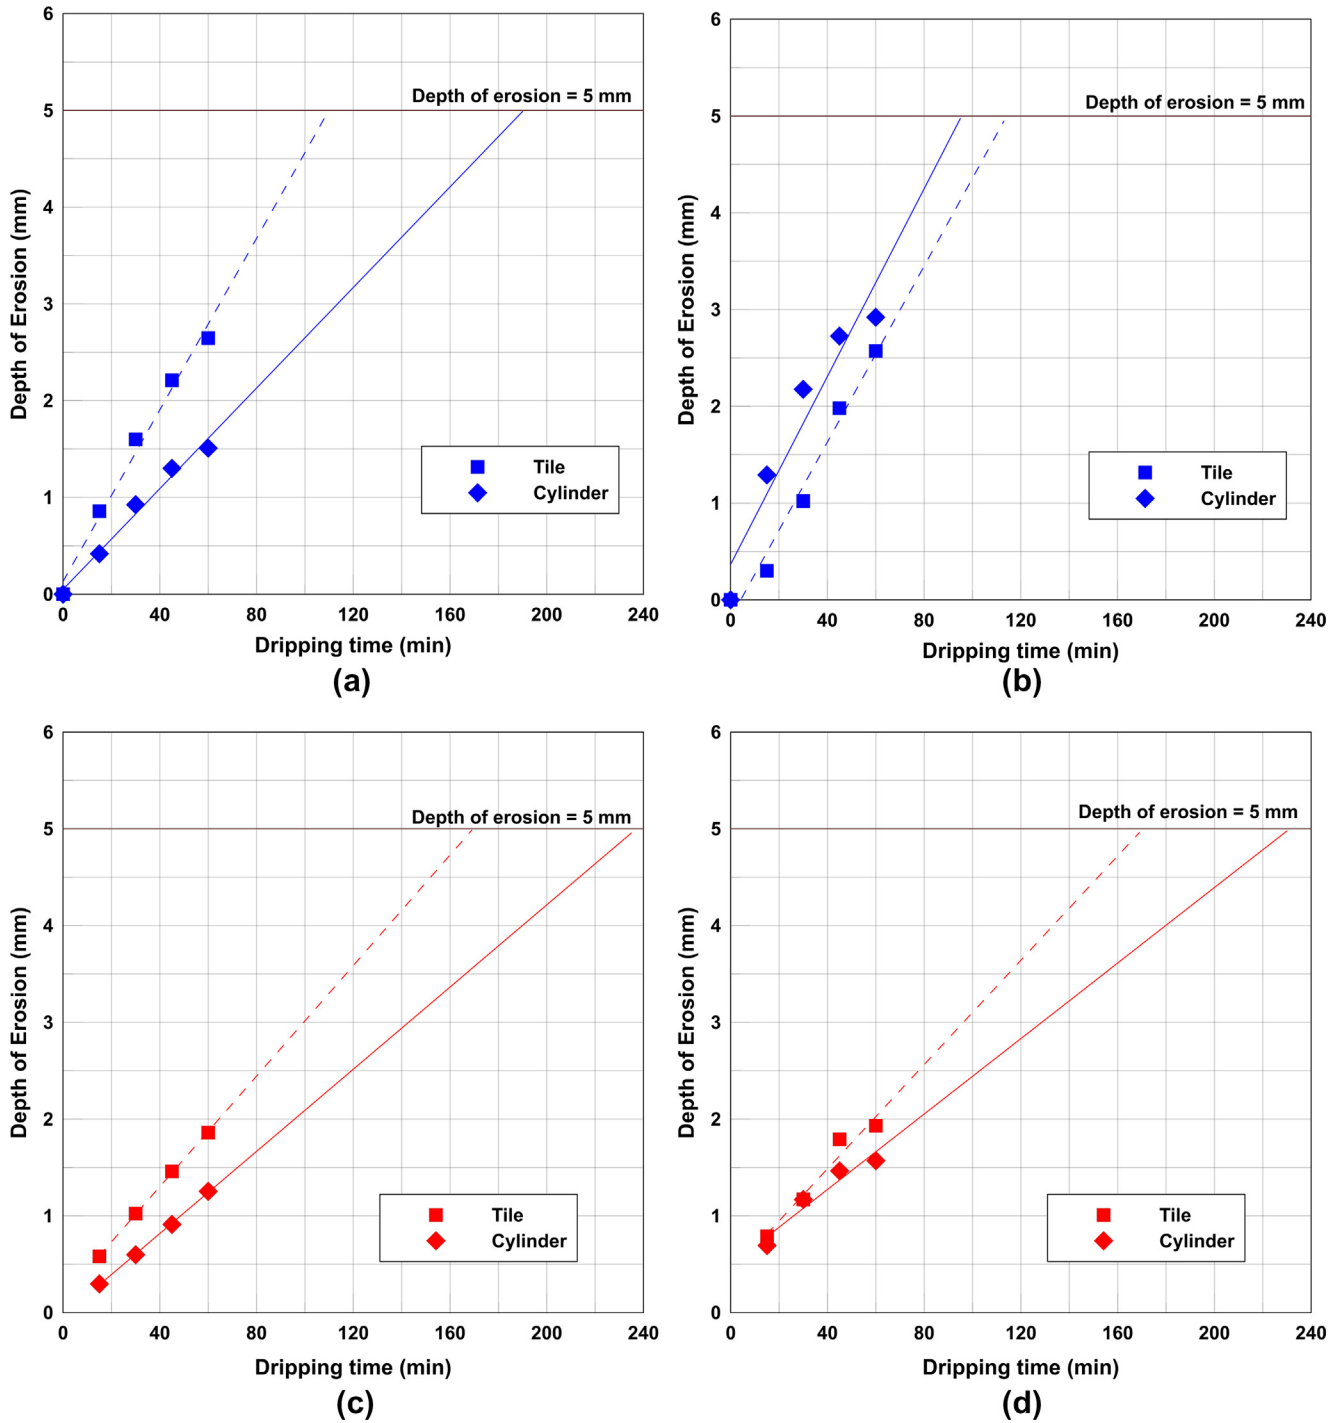 6
5
4
3
2
1
0
Depth of Erosion (mm)
Depth of erosion = 5 mm
Tile
Cylinder
0 40 80 120 160 200 240
Dripping time (min)
(a)
6
5
4
3
2
1
0
Depth of Erosion (mm)
Depth of erosion = 5 mm
Tile
Cylinder
0 40 80 120 160 200 240
Dripping time (min)
(b)
6
5
4
3
2
1
0
Depth of Erosion (mm)
Depth of erosion = 5 mm
Tile
Cylinder
0 40 80 120 160 200 240
Dripping time (min)
(c)
6
5
4
3
2
1
0
Depth of Erosion (mm)
Depth of erosion = 5 mm
Tile
Cylinder
0 40 80 120 160 200 240
Dripping time (min)
(d)